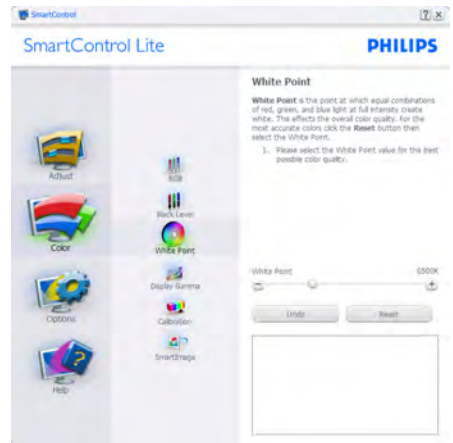 SmartControl
SmartControl Lite
PHILIPS
Adjust
Color
Options
Help
RGB
Black Level
White Point
Display Gamma
Calibration
SmartImage
White Point
White Point is the point at which equal combinations
of red, green, and blue light at full intensity create
white. This effects the overall color quality. For the
most accurate colors click the Reset button then
select the White Point.
1. Please select the White Point value for the best
possible color quality.
White Point 6500K
Undo Reset